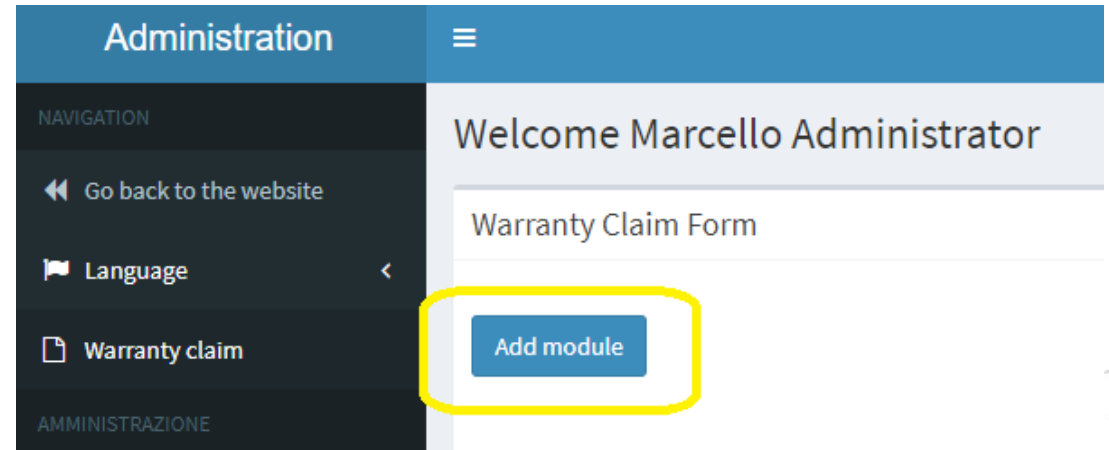 Administration
NAVIGATION
Welcome Marcello Administrator
Go back to the website
Warranty Claim Form
Language
Add module
Warranty claim
AMMINISTRAZIONE